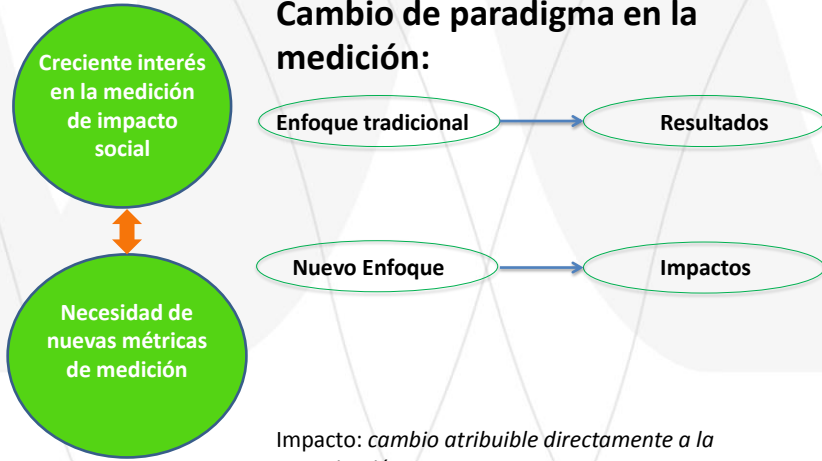 Cambio de paradigma en la
medición:
Creciente interés
en la medición
de impacto
social
Enfoque tradicional
Resultados
Nuevo Enfoque
Impactos
Necesidad de
nuevas métricas
de medición
Impacto: cambio atribuible directamente a la